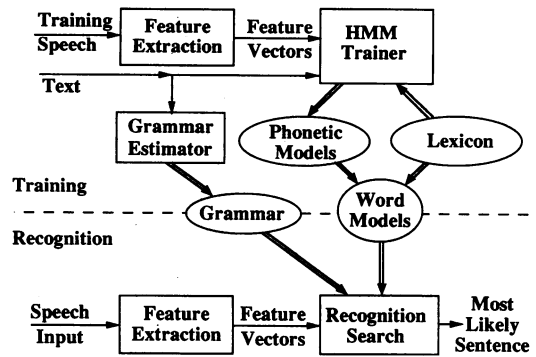 Training
Speech
Feature
Extraction
Feature
Vectors
HMM
Trainer
Text
Grammar
Estimator
Phonetic
Models
Lexicon
Training
Grammar
Word
Models
Recognition
Speech
Input
Feature
Extraction
Feature
Vectors
Recognition
Search
Most
Likely
Sentence